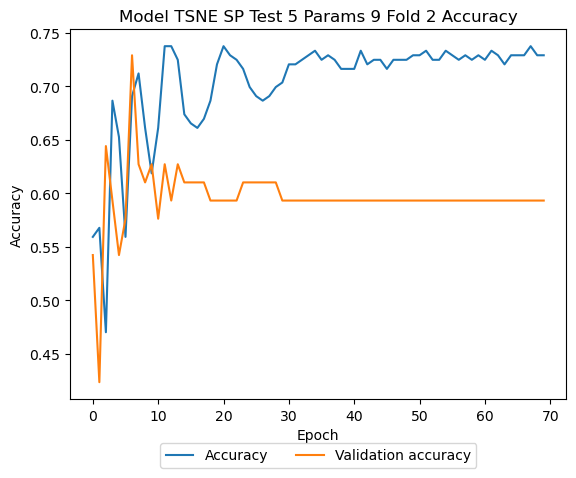 Model TSNE SP Test 5 Params 9 Fold 2 Accuracy
0.75
0.70
0.65
0.60
0.55
0.50
0.45
Accuracy
0 10 20 30 40 50 60 70
Epoch
Accuracy Validation accuracy